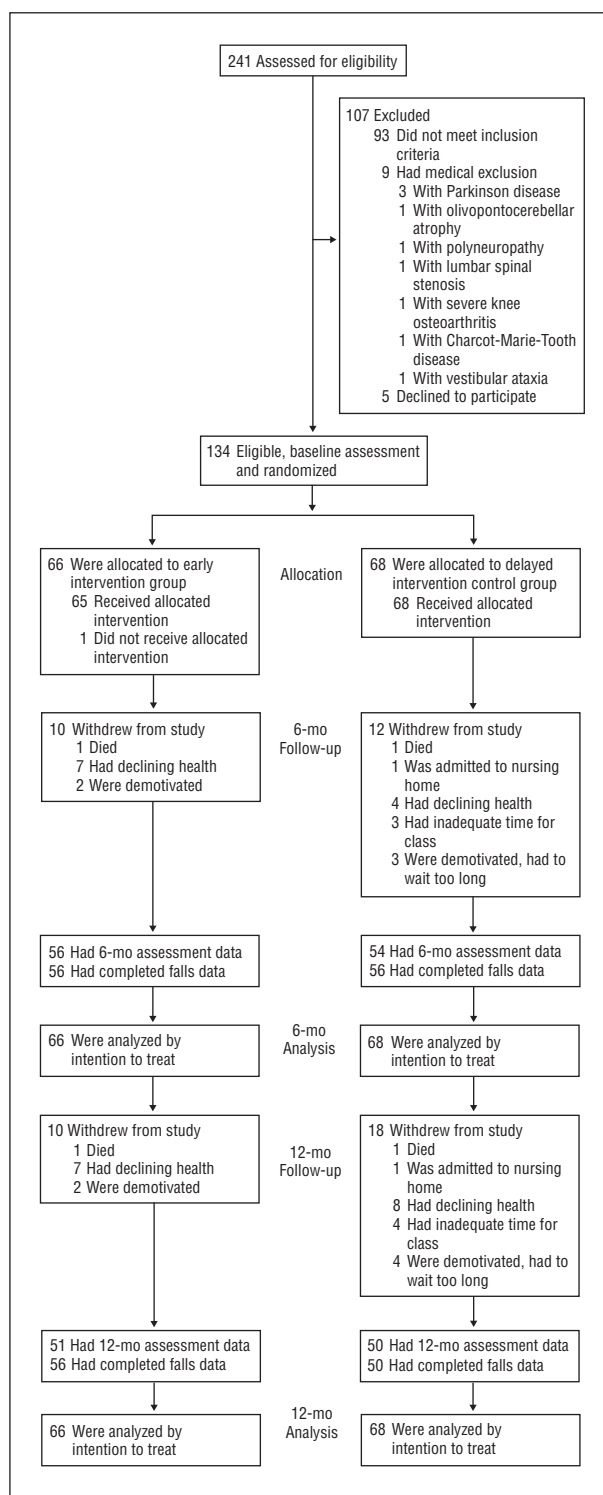 241 Assessed for eligibility
107 Excluded
93 Did not meet inclusion
criteria
9 Had medical exclusion
3 With Parkinson disease
1 With olivopontocerebellar
atrophy
1 With polyneuropathy
1 With lumbar spinal
stenosis
1 With severe knee
osteoarthritis
1 With Charcot-Marie-Tooth
disease
1 With vestibular ataxia
5 Declined to participate
134 Eligible, baseline assessment
and randomized
66 Were allocated to early
intervention group
65 Received allocated
intervention
1 Did not receive allocated
intervention
Allocation
68 Were allocated to delayed
intervention control group
68 Received allocated
intervention
10 Withdrew from study
1 Died
7 Had declining health
2 Were demotivated
6-mo
Follow-up
12 Withdrew from study
1 Died
1 Was admitted to nursing
home
4 Had declining health
3 Had inadequate time for
class
3 Were demotivated, had to
wait too long
56 Had 6-mo assessment data
56 Had completed falls data
54 Had 6-mo assessment data
56 Had completed falls data
66 Were analyzed by
intention to treat
6-mo
Analysis
68 Were analyzed by
intention to treat
10 Withdrew from study
1 Died
7 Had declining health
2 Were demotivated
12-mo
Follow-up
18 Withdrew from study
1 Died
1 Was admitted to nursing
home
8 Had declining health
4 Had inadequate time for
class
4 Were demotivated, had to
wait too long
51 Had 12-mo assessment data
56 Had completed falls data
50 Had 12-mo assessment data
50 Had completed falls data
66 Were analyzed by
intention to treat
12-mo
Analysis
68 Were analyzed by
intention to treat